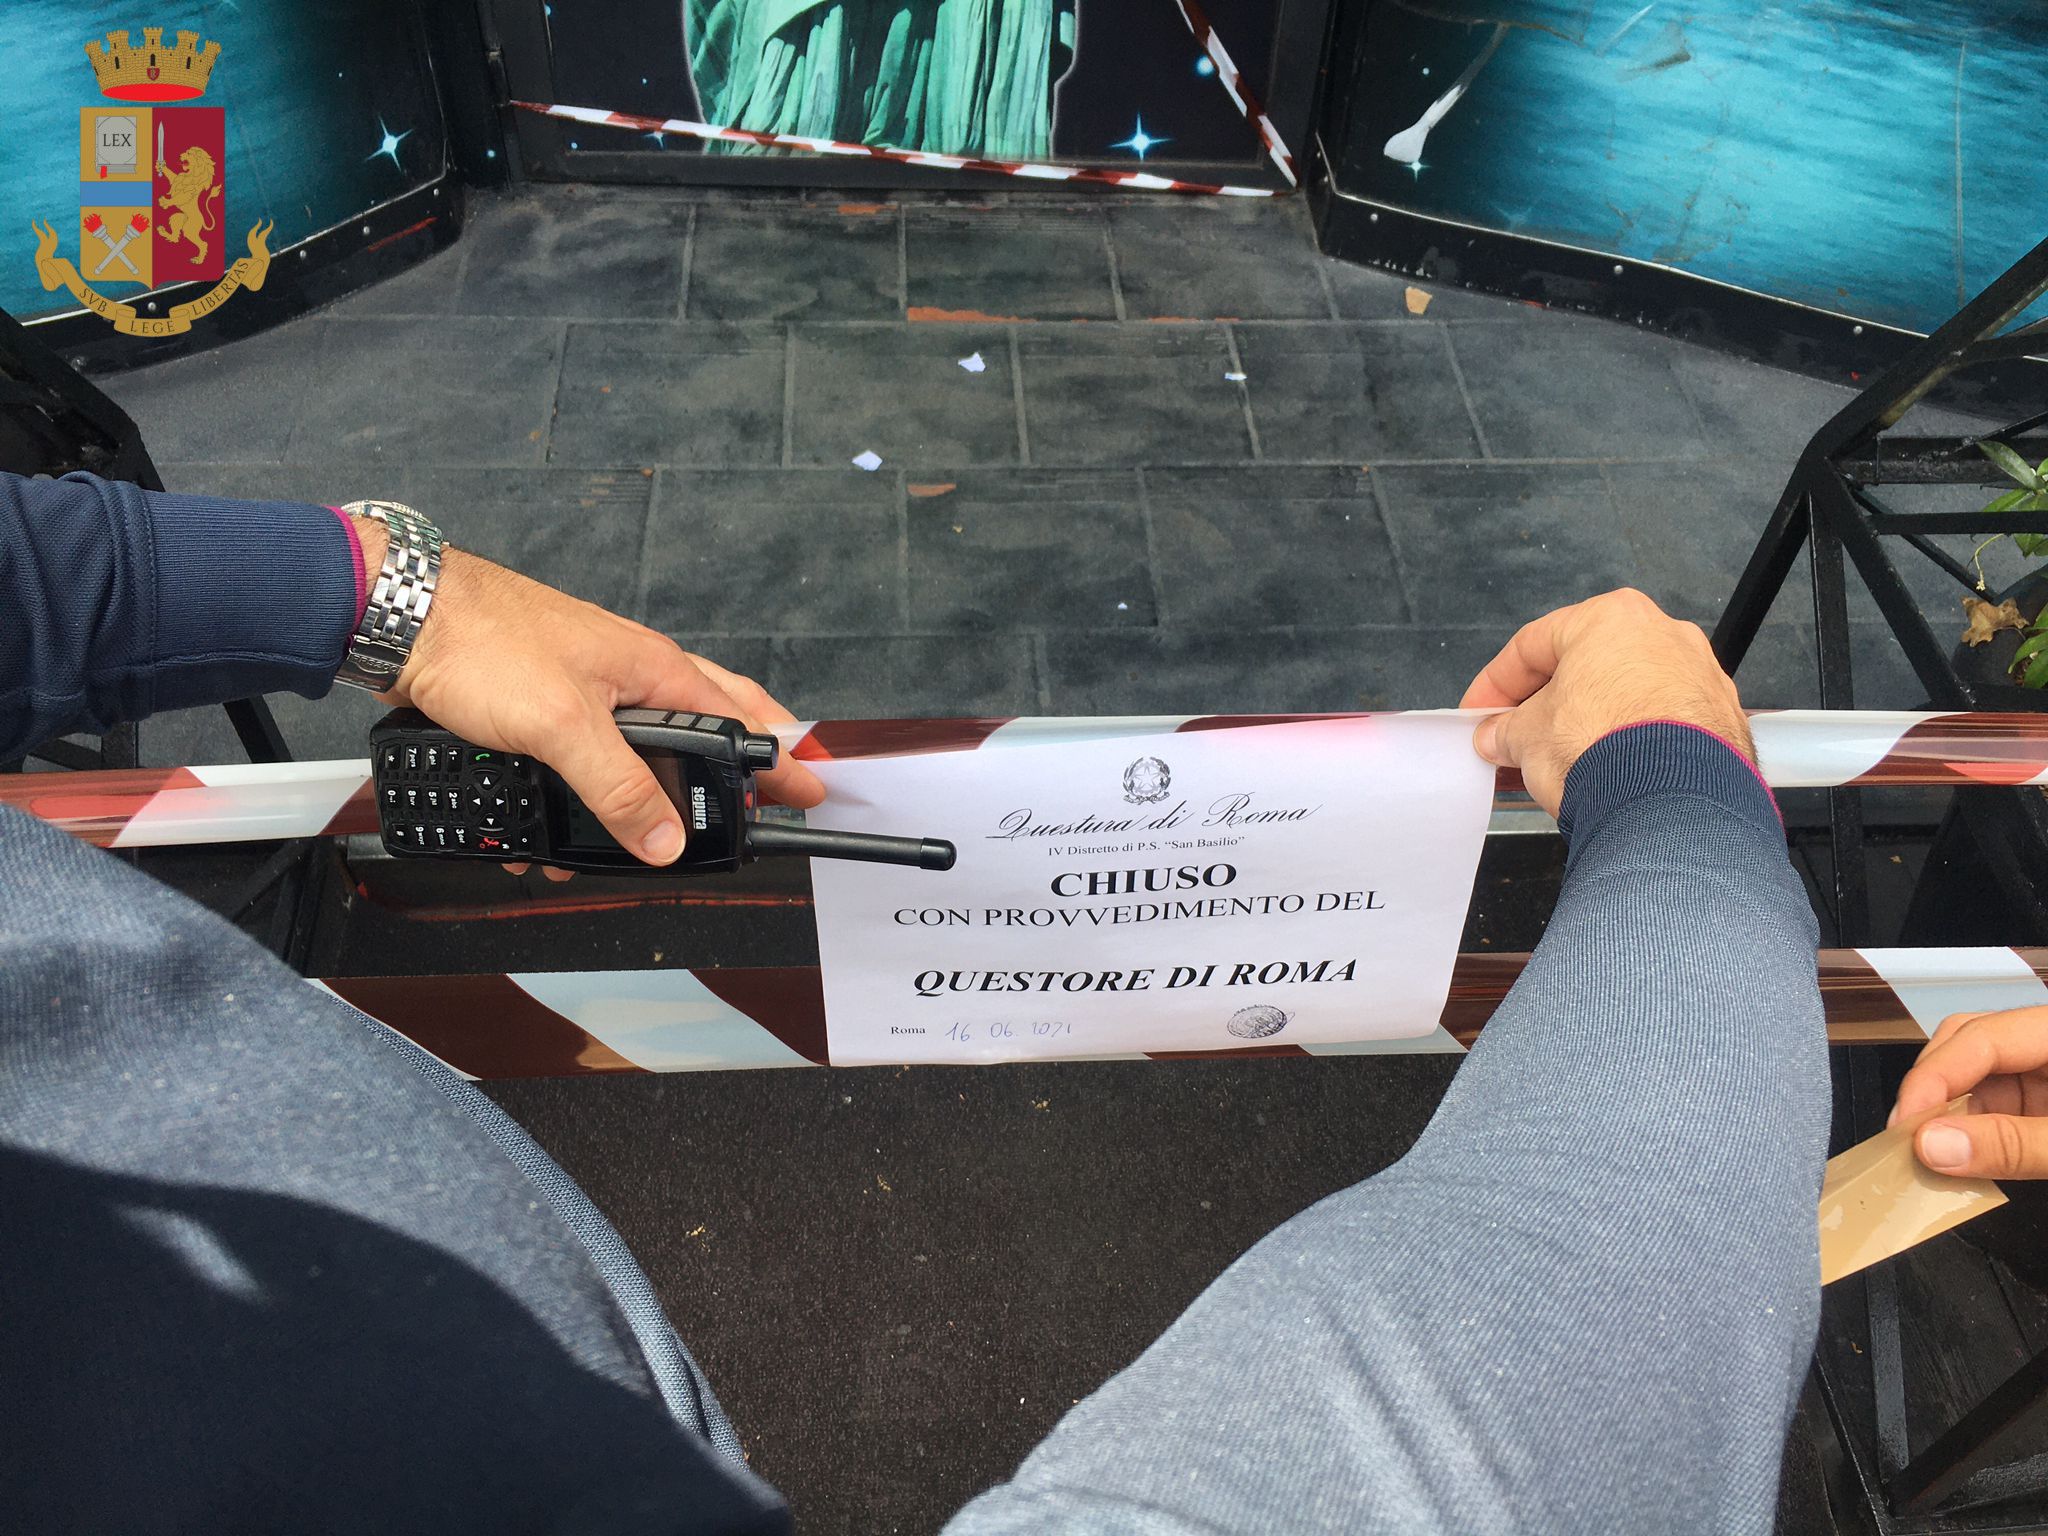 LEX
SVB LEGE LIBERTAS
sepura
Questura di Roma
IV Distretto di P.S. “San Basilio”
CHIUSO
CON PROVVEDIMENTO DEL
QUESTORE DI ROMA
Roma 16. 06. 2021